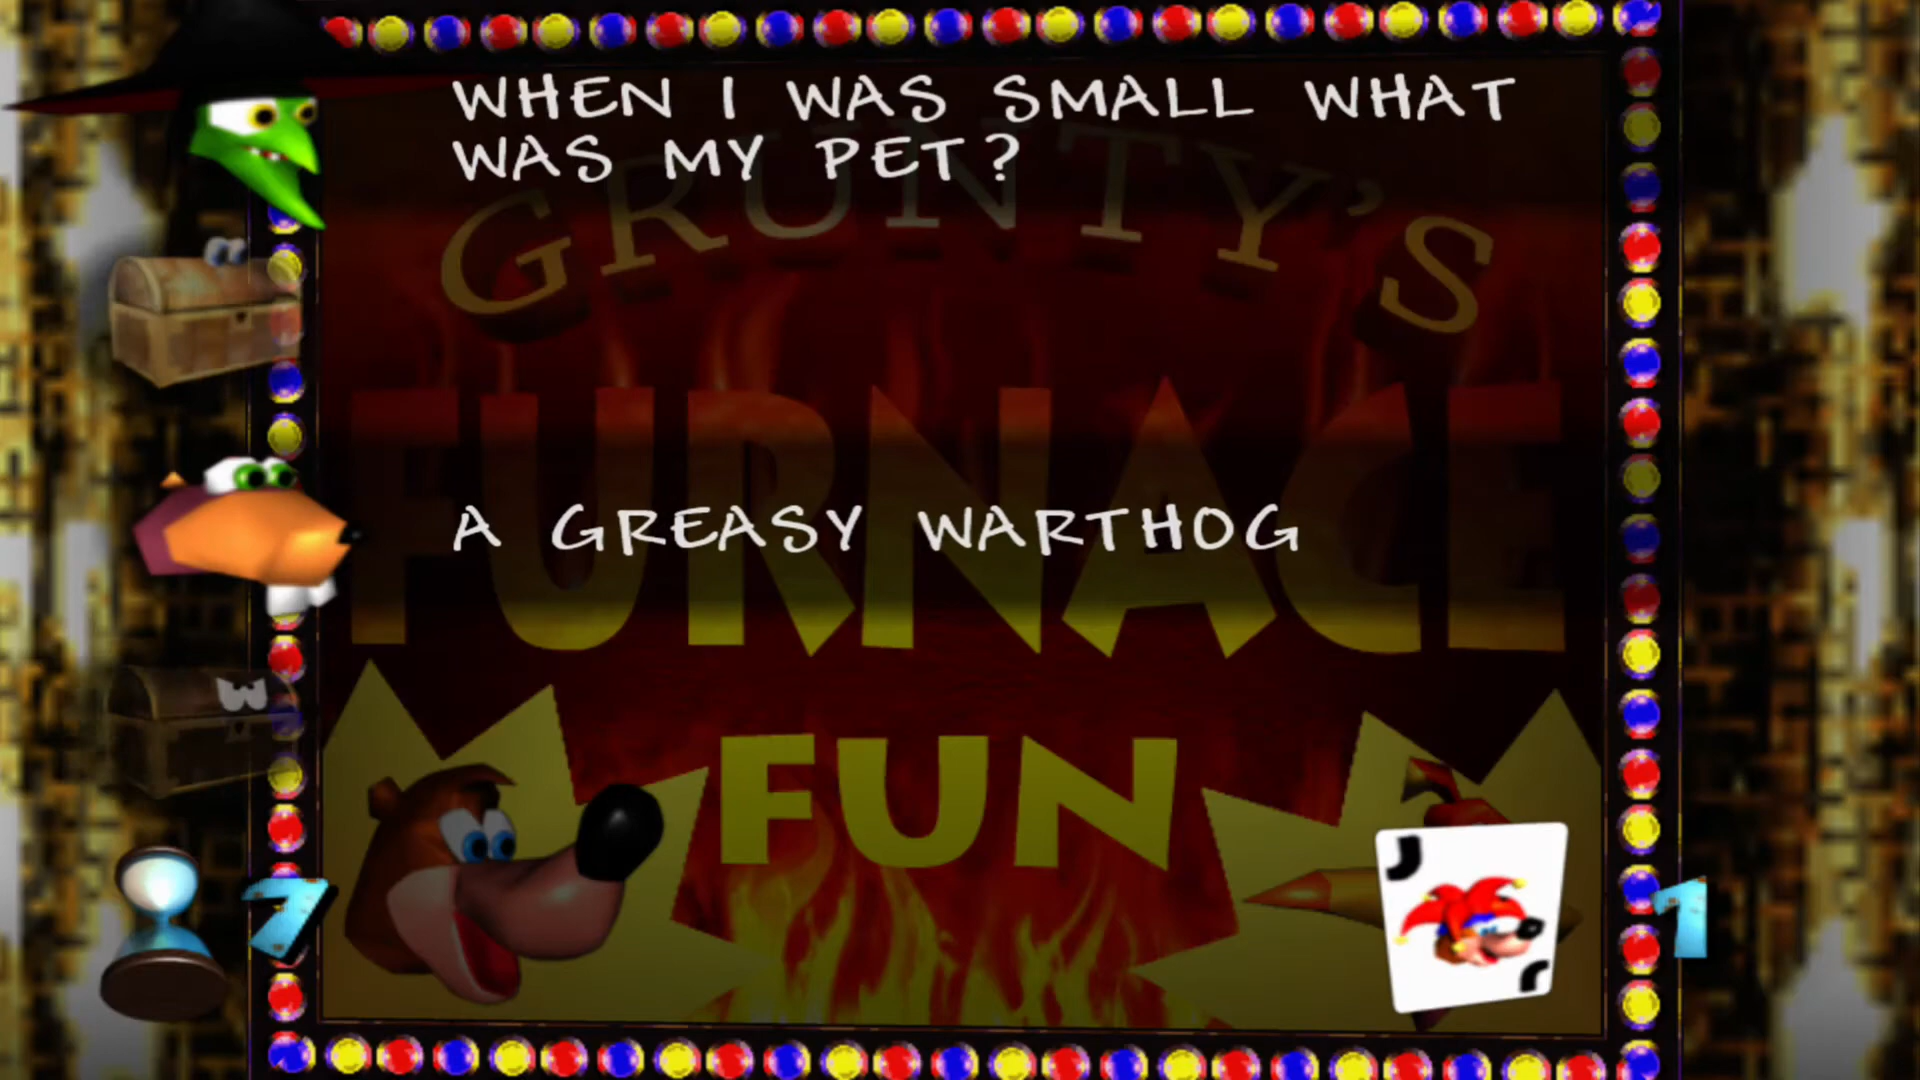 WHEN I WAS SMALL WHAT
WAS MY PET?
GRUNTY'S
A GREASY WARTHOG
FURNACE
FUN
J
7
J
1